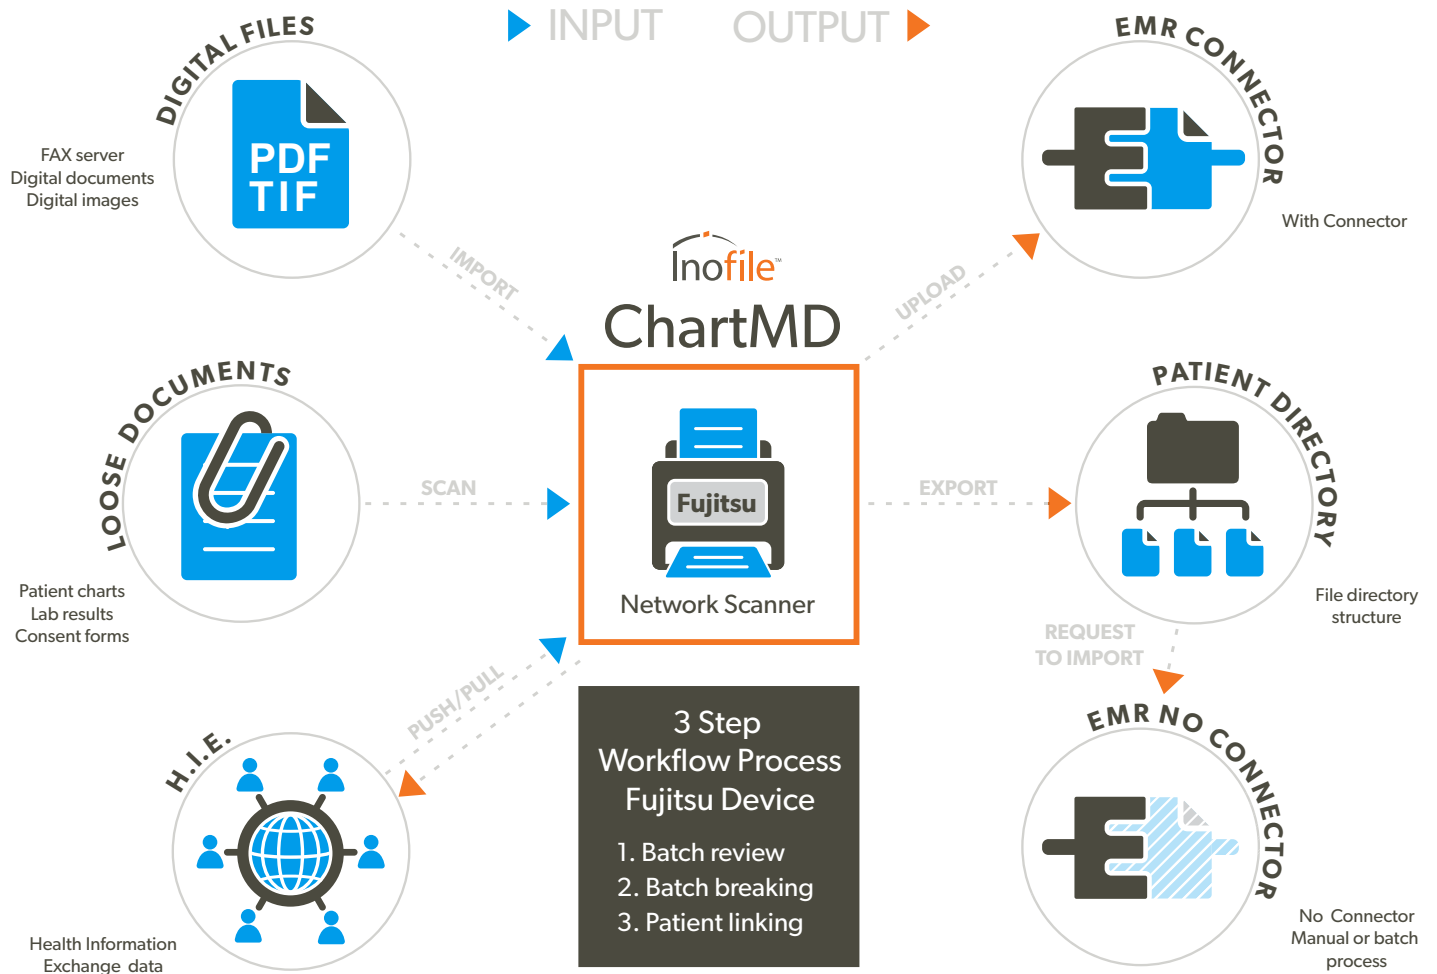 INPUT
OUTPUT
DIGITAL FILES
PDF
TIF
FAX server
Digital documents
Digital images
IMPORT
EMR CONNECTOR
With Connector
UPLOAD
Inofile™
ChartMD
LOOSE DOCUMENTS
Patient charts
Lab results
Consent forms
SCAN
Fujitsu
Network Scanner
EXPORT
PATIENT DIRECTORY
File directory
structure
REQUEST
TO IMPORT
PUSH/PULL
H.I.E.
Health Information
Exchange data
3 Step
Workflow Process
Fujitsu Device
1. Batch review
2. Batch breaking
3. Patient linking
EMR NO CONNECTOR
No Connector
Manual or batch
process